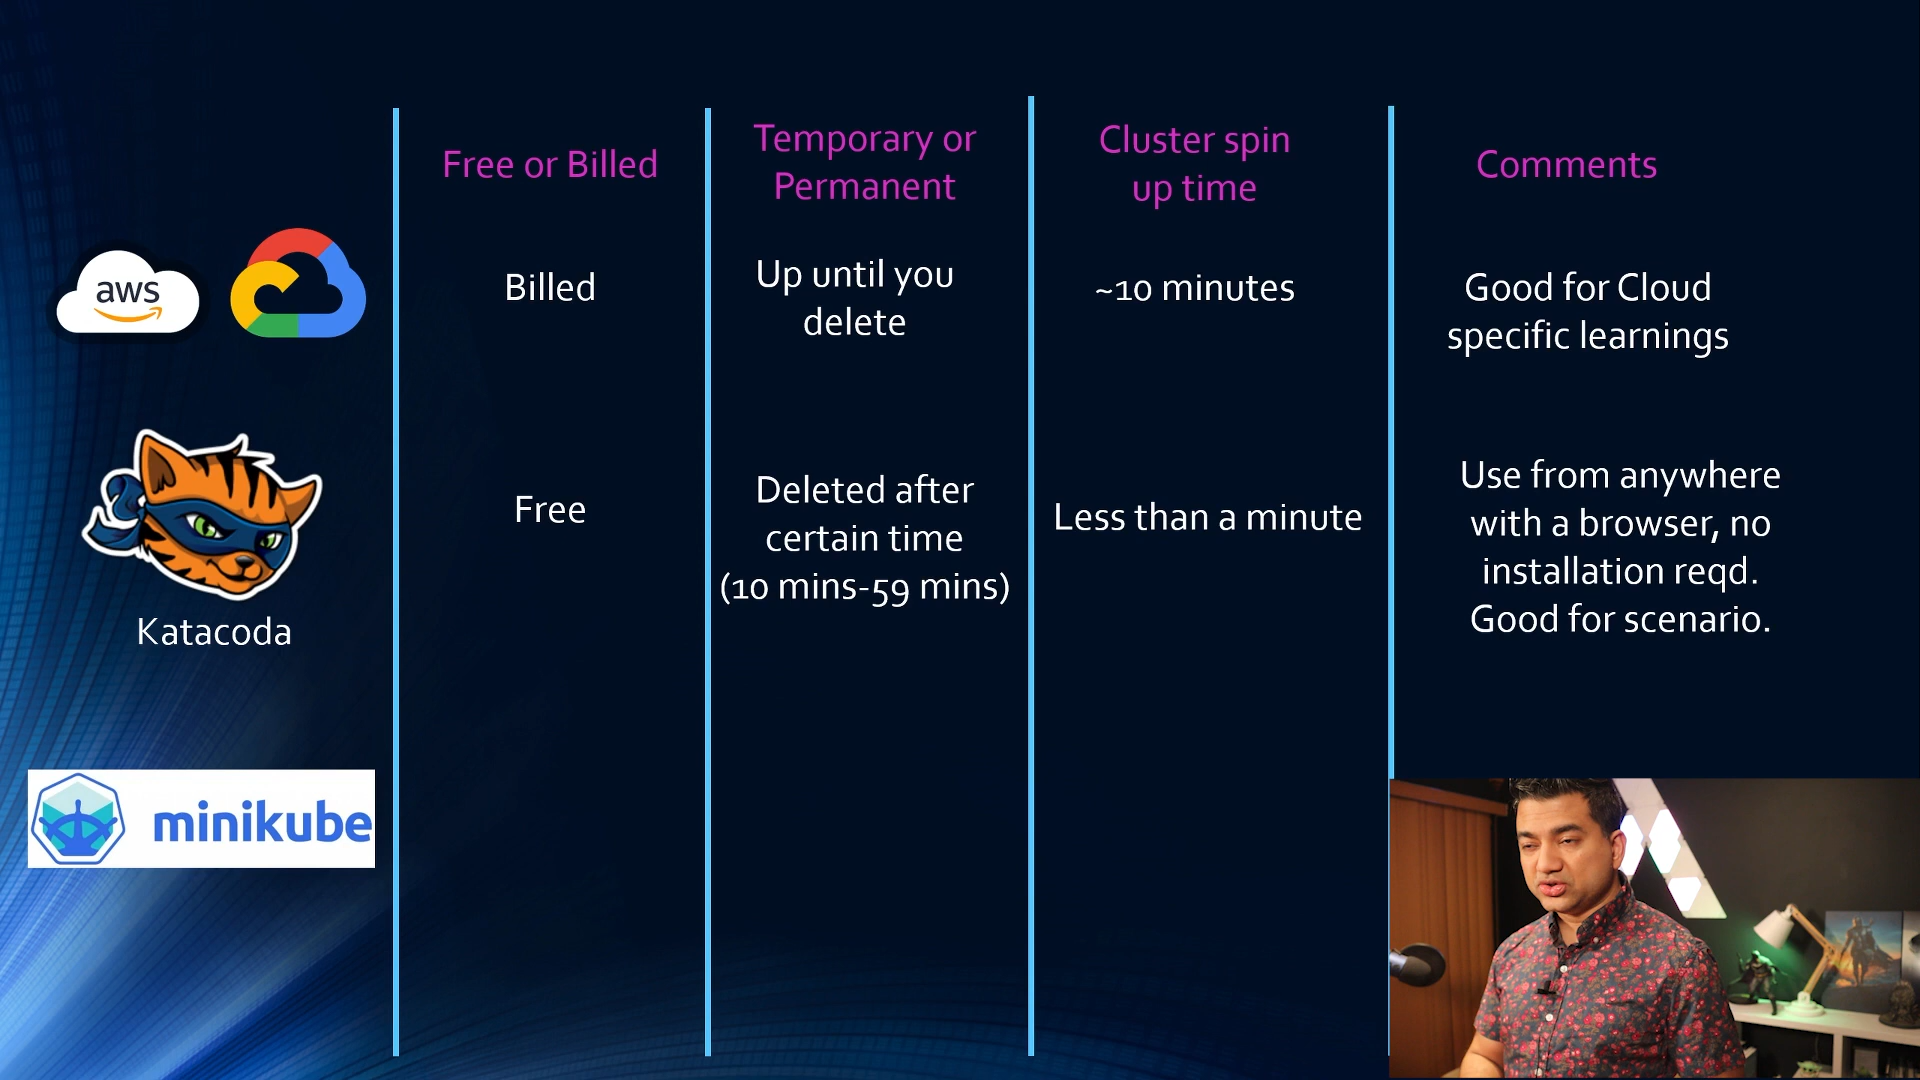 Free or Billed
Temporary or
Permanent
Cluster spin
up time
Comments
aws
Billed
Up until you
delete
~10 minutes
Good for Cloud
specific learnings
Katacoda
Free
Deleted after
certain time
(10 mins-59 mins)
Less than a minute
Use from anywhere
with a browser, no
installation reqd.
Good for scenario.
minikube